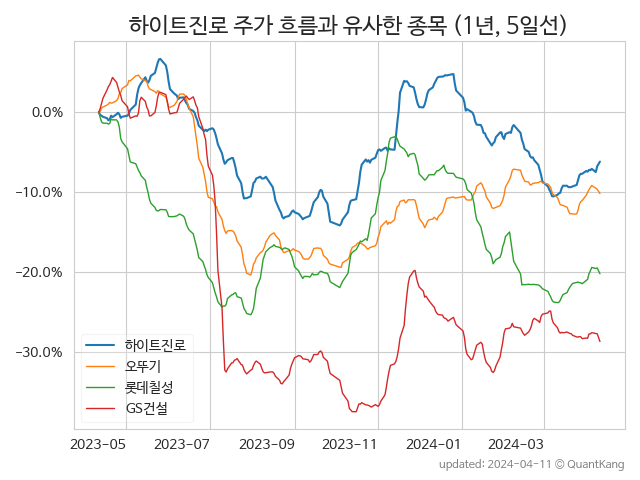 하이트진로 주가 흐름과 유사한 종목 (1년, 5일선)
0.0%
−10.0%
−20.0%
−30.0%
하이트진로
오뚜기
롯데칠성
GS건설
2023-05 2023-07 2023-09 2023-11 2024-01 2024-03
updated: 2024-04-11 © QuantKang